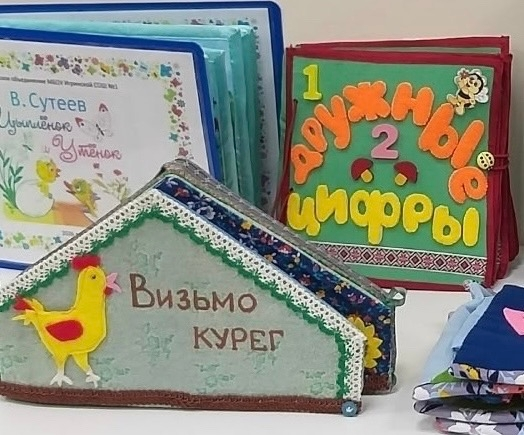 В. Сутеев
Цыплёнок
и Утёнок
1
Дружные
2
цифры
Визьмо
курег